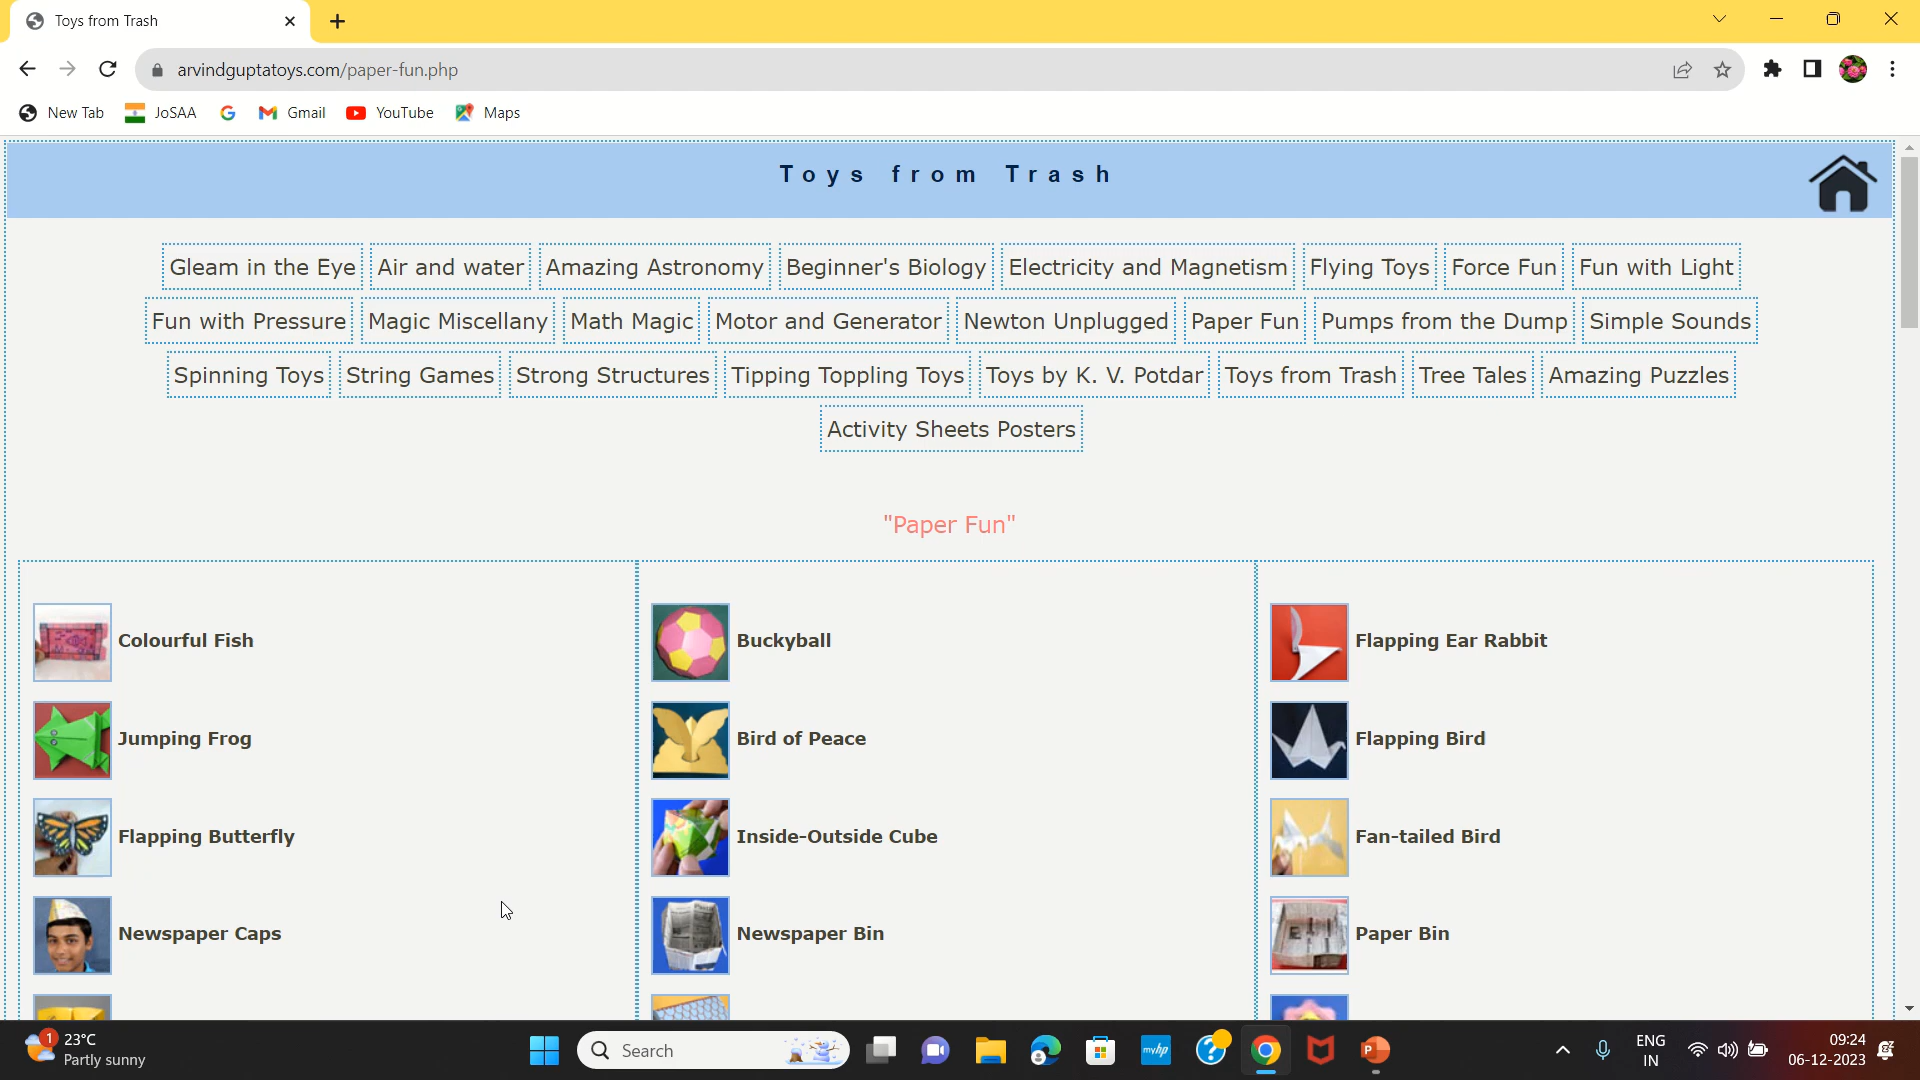 Toys from Trash
arvindguptatoys.com/paper-fun.php
New Tab JoSAA Gmail YouTube Maps
Toys from Trash
Gleam in the Eye Air and water Amazing Astronomy Beginner's Biology Electricity and Magnetism Flying Toys Force Fun Fun with Light
Fun with Pressure Magic Miscellany Math Magic Motor and Generator Newton Unplugged Paper Fun Pumps from the Dump Simple Sounds
Spinning Toys String Games Strong Structures Tipping Toppling Toys Toys by K. V. Potdar Toys from Trash Tree Tales Amazing Puzzles
Activity Sheets Posters
"Paper Fun"
Colourful Fish Buckyball Flapping Ear Rabbit
Jumping Frog Bird of Peace Flapping Bird
Flapping Butterfly Inside-Outside Cube Fan-tailed Bird
Newspaper Caps Newspaper Bin Paper Bin
1 23°C
Partly sunny
Search
myhp
ENG
IN
09:24
06-12-2023